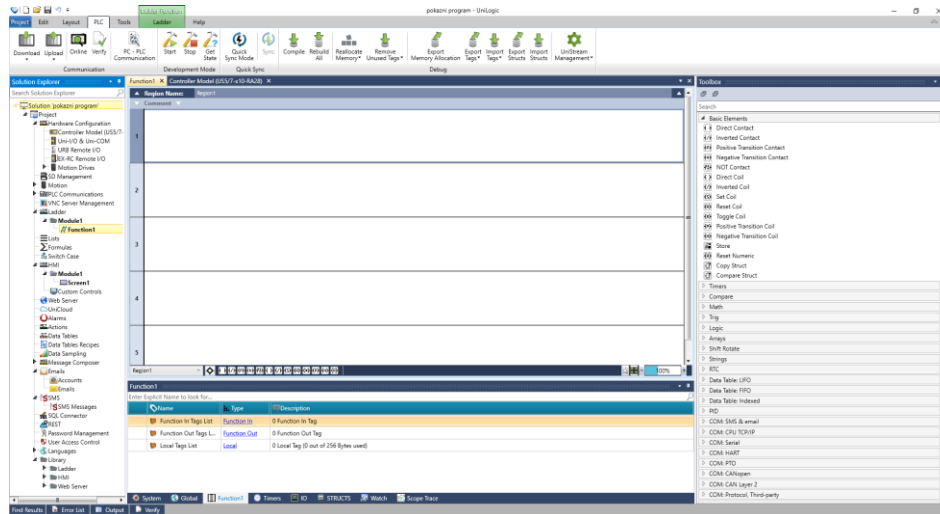 Ladder Function
pokazni program - UniLogic
Project Edit Layout PLC Tools Ladder Help
Download Upload Online Verify PC - PLC Communication Start Stop Get State Quick Sync Mode Sync Compile Rebuild All Reallocate Memory Remove Unused Tags Export Memory Allocation Export Tags Import Tags Export Structs Import Structs UniStream Management
Communication Development Mode Quick Sync Debug
Solution Explorer
Search Solution Explorer
Solution 'pokazni program'
Project
Hardware Configuration
Controller Model (US5/7-
Uni-I/O & Uni-COM
URB Remote I/O
EX-RC Remote I/O
Motion Drives
SD Management
Motion
PLC Communications
VNC Server Management
Ladder
Module1
Function1
Lists
Formulas
Switch Case
HMI
Module1
Screen1
Custom Controls
Web Server
UniCloud
Alarms
Actions
Data Tables
Data Tables Recipes
Data Sampling
Message Composer
Emails
Accounts
Emails
SMS
SMS Messages
SQL Connector
REST
Password Management
User Access Control
Languages
Library
Ladder
HMI
Web Server
Function1 Controller Model (US5/7-x10-RA28)
Region Name: Region1
Comment
1
2
3
4
5
Region1
100%
Function1
Enter Explicit Name to look for...
Name Type Description
Function In Tags List Function In 0 Function In Tag
Function Out Tags L... Function Out 0 Function Out Tag
Local Tags List Local 0 Local Tag (0 out of 256 Bytes used)
System Global Function1 Timers IO STRUCTS Watch Scope Trace
Toolbox
Search
Basic Elements
Direct Contact
Inverted Contact
Positive Transition Contact
Negative Transition Contact
NOT Contact
Direct Coil
Inverted Coil
Set Coil
Reset Coil
Toggle Coil
Positive Transition Coil
Negative Transition Coil
Store
Reset Numeric
Copy Struct
Compare Struct
Timers
Compare
Math
Trig
Logic
Arrays
Shift Rotate
Strings
RTC
Data Table: LIFO
Data Table: FIFO
Data Table: Indexed
PID
COM: SMS & email
COM: CPU TCP/IP
COM: Serial
COM: HART
COM: PTO
COM: CANopen
COM: CAN Layer 2
COM: Protocol, Third-party
Find Results Error List Output Verify